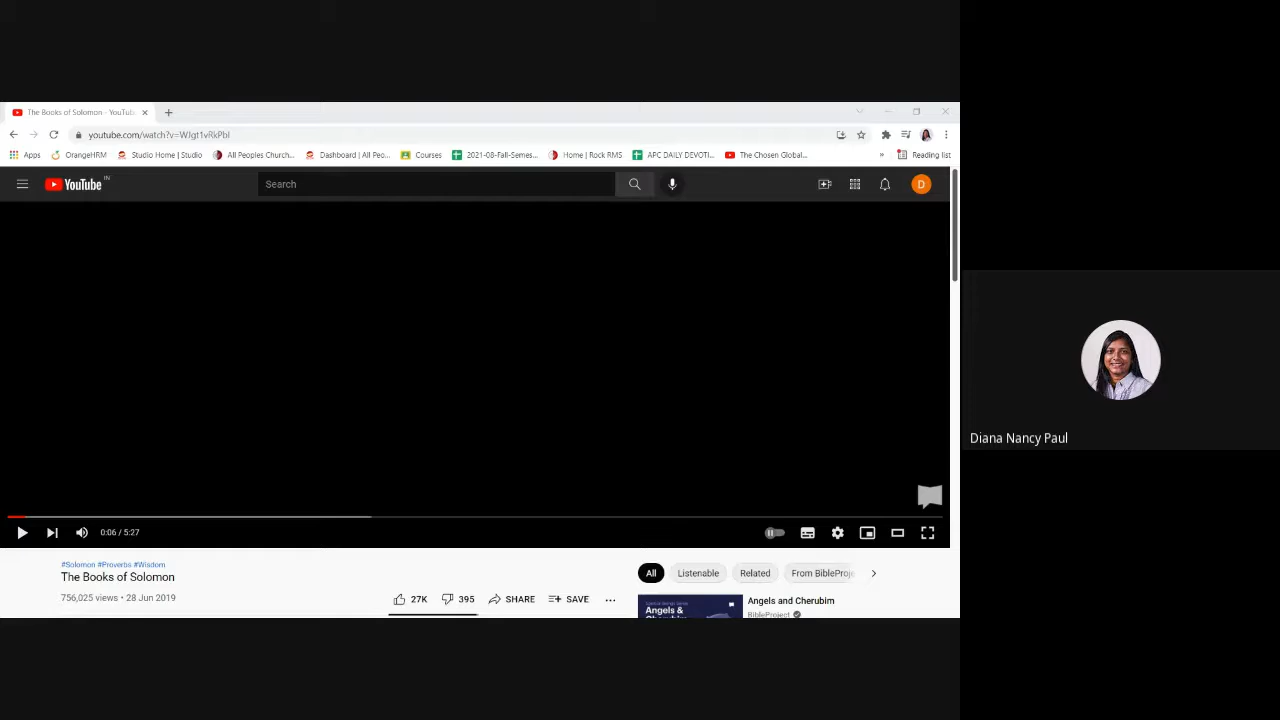 The Books of Solomon - YouTub
youtube.com/watch?v=WJgt1vRkPbI
Apps OrangeHRM Studio Home | Studio All Peoples Church... Dashboard | All Peo... Courses 2021-08-Fall-Semes... Home | Rock RMS APC DAILY DEVOTI... The Chosen Global... » Reading list
YouTube IN Search D
0:06 / 5:27
#Solomon #Proverbs #Wisdom
The Books of Solomon
756,025 views • 28 Jun 2019
27K 395 SHARE SAVE ...
All Listenable Related From BibleProje
Angels &
Angels and Cherubim
BibleProject
Diana Nancy Paul